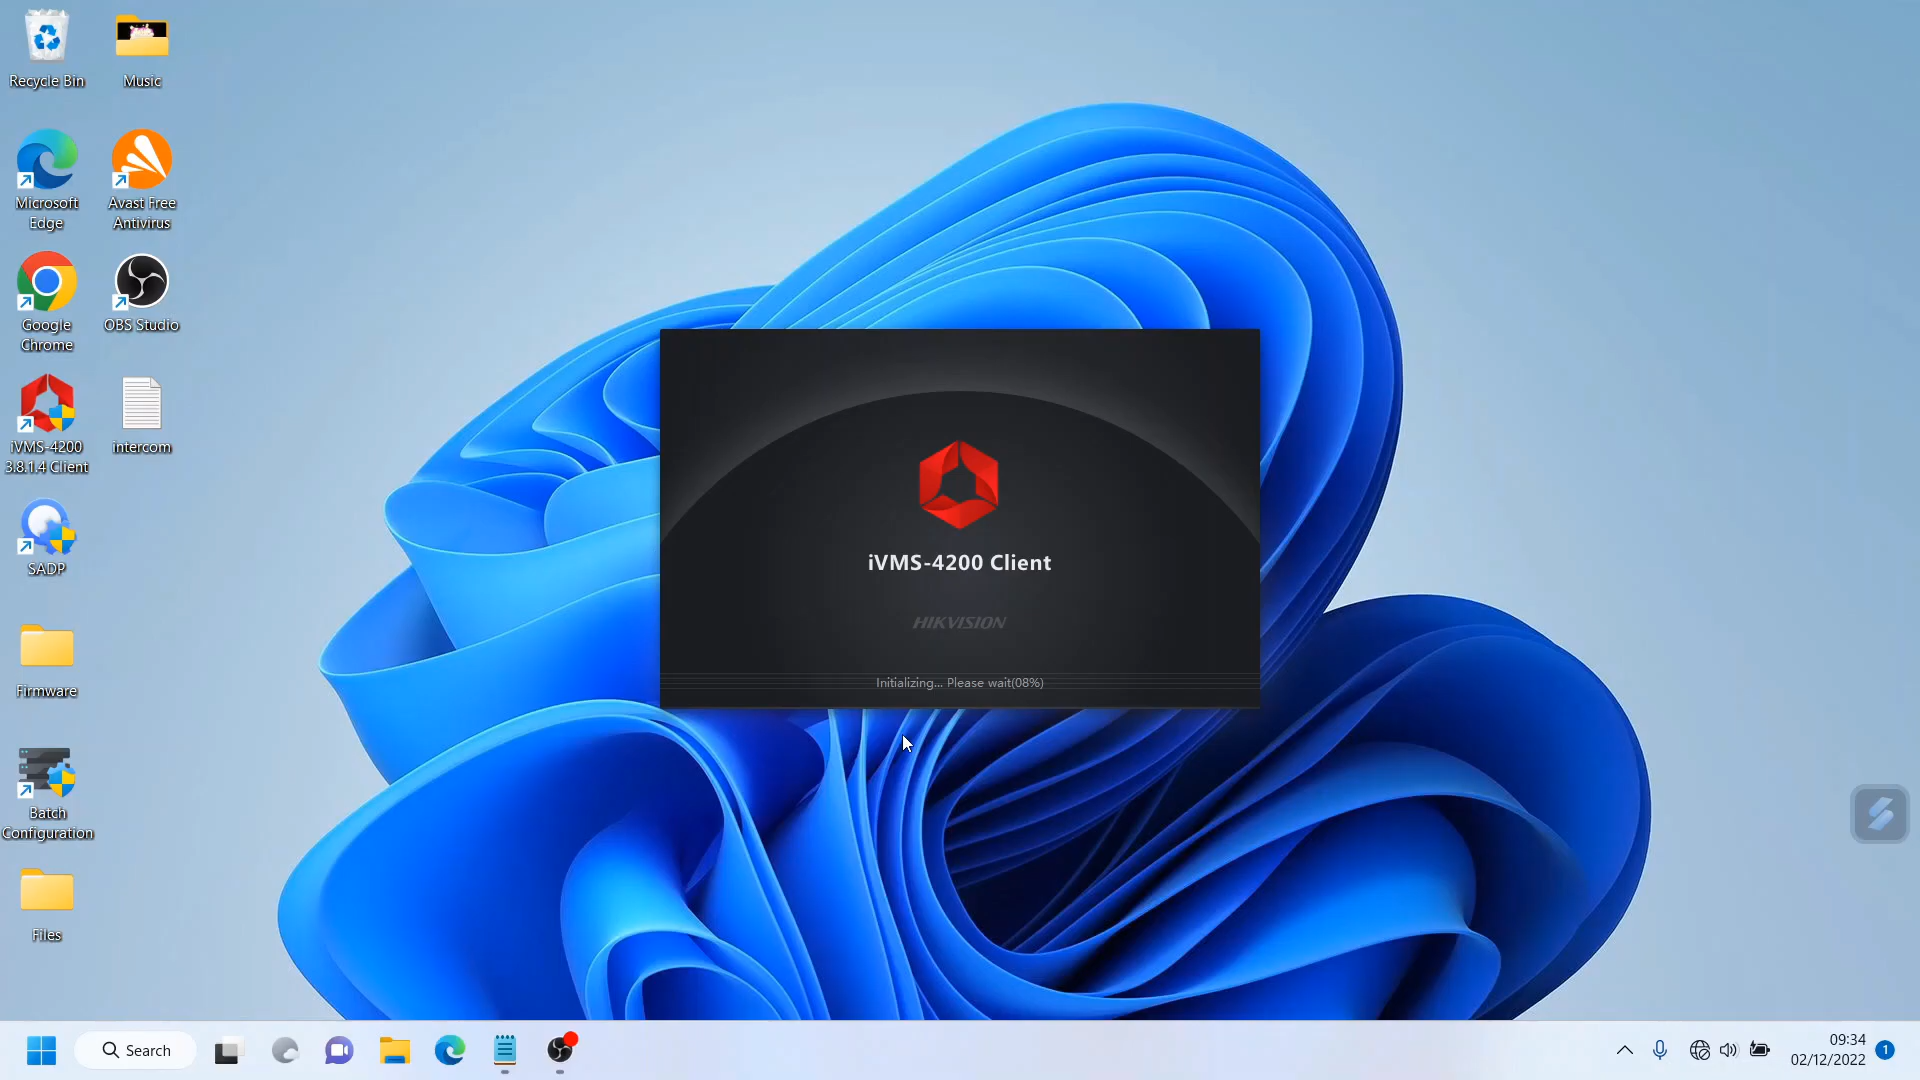 Recycle Bin
Music
Microsoft
Edge
Avast Free
Antivirus
Google
Chrome
OBS Studio
iVMS-4200
3.8.1.4 Client
intercom
SADP
Firmware
Batch
Configuration
Files
iVMS-4200 Client
HIKVISION
Initializing... Please wait(08%)
Search
09:34
02/12/2022
1